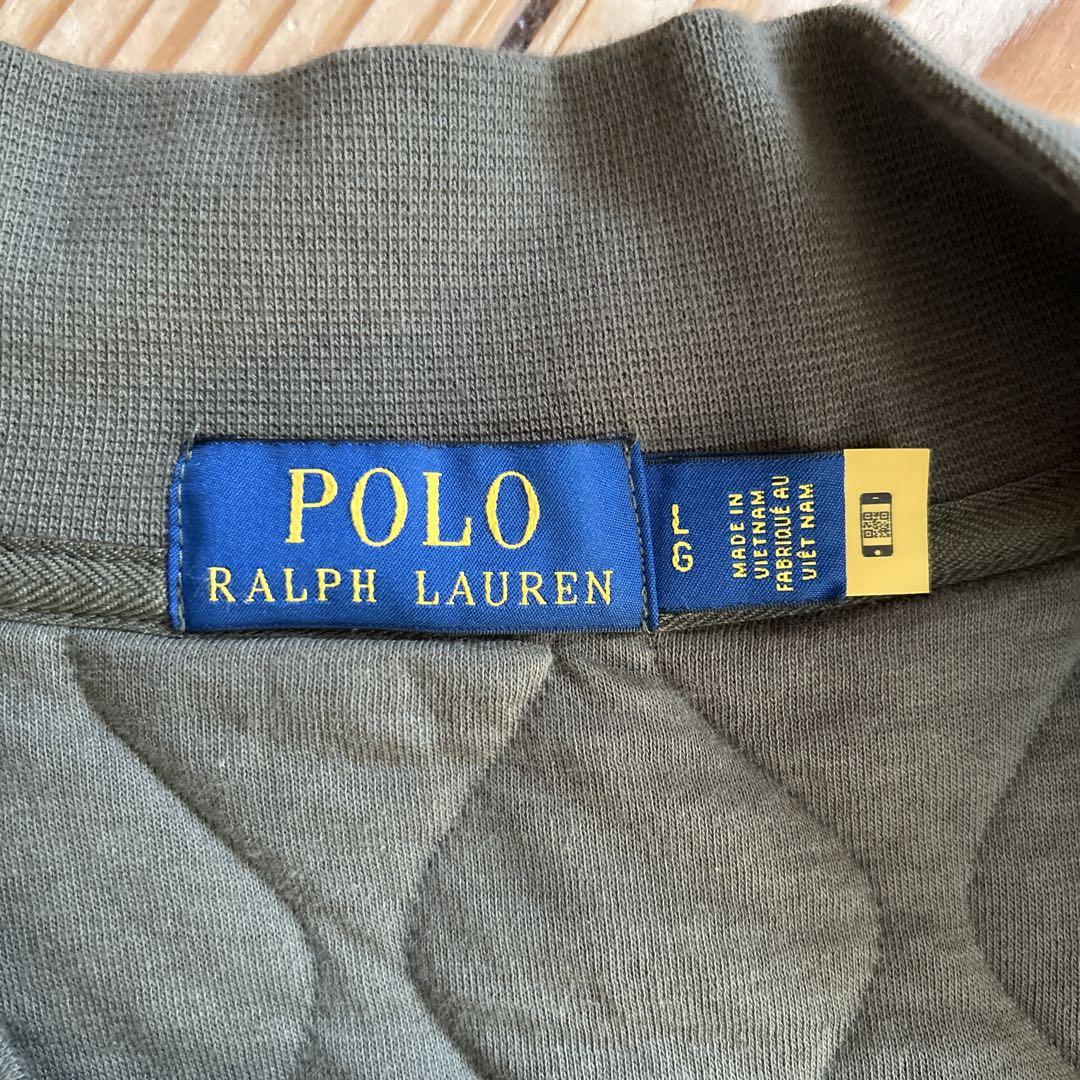 POLO
RALPH LAUREN
G L
MADE IN
VIETNAM
FABRIQUÉ AU
VIÊT NAM